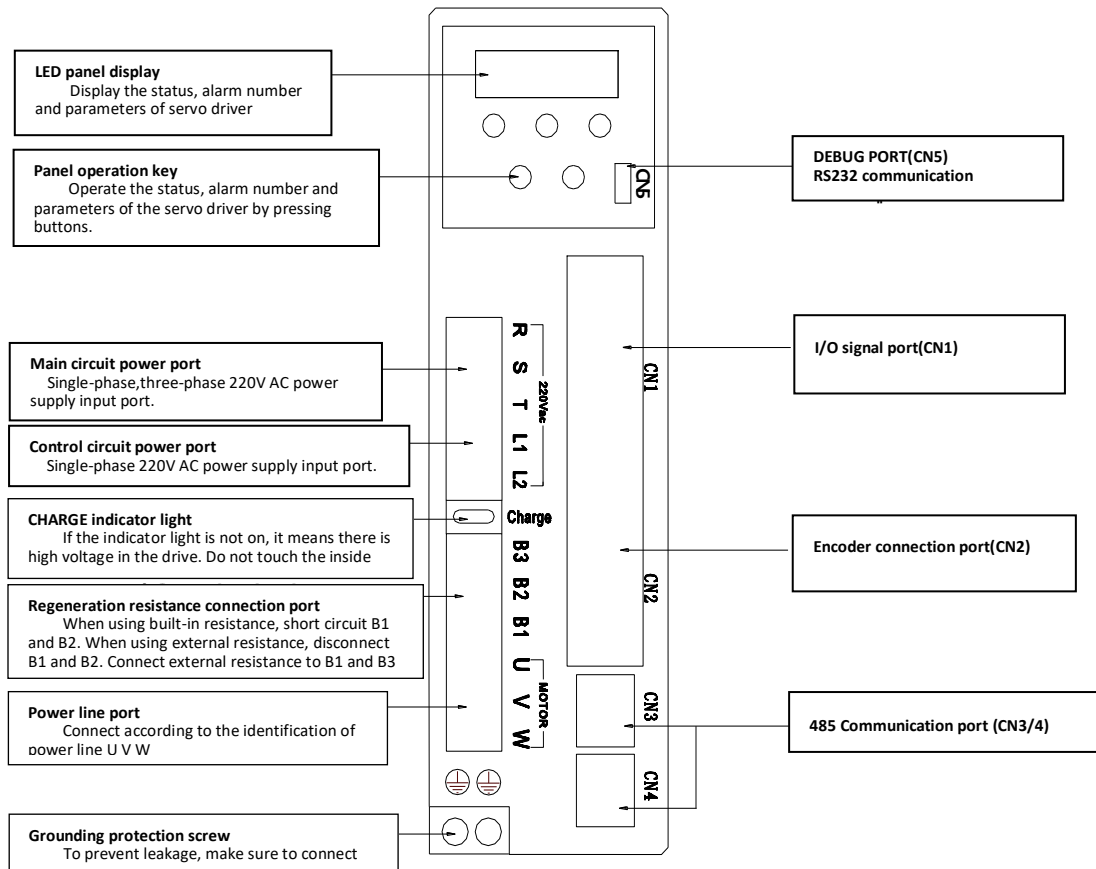 LED panel display
Display the status, alarm number
and parameters of servo driver
Panel operation key
Operate the status, alarm number and
parameters of the servo driver by pressing
buttons.
Main circuit power port
Single-phase,three-phase 220V AC power
supply input port.
Control circuit power port
Single-phase 220V AC power supply input port.
CHARGE indicator light
If the indicator light is not on, it means there is
high voltage in the drive. Do not touch the inside
Regeneration resistance connection port
When using built-in resistance, short circuit B1
and B2. When using external resistance, disconnect
B1 and B2. Connect external resistance to B1 and B3
Power line port
Connect according to the identification of
power line U V W
Grounding protection screw
To prevent leakage, make sure to connect
CN5
R
S
T
L1
L2
220Vac
Charge
B3
B2
B1
U
V
W
MOTOR
CN1
CN2
CN3
CN4
DEBUG PORT(CN5)
RS232 communication
I/O signal port(CN1)
Encoder connection port(CN2)
485 Communication port (CN3/4)